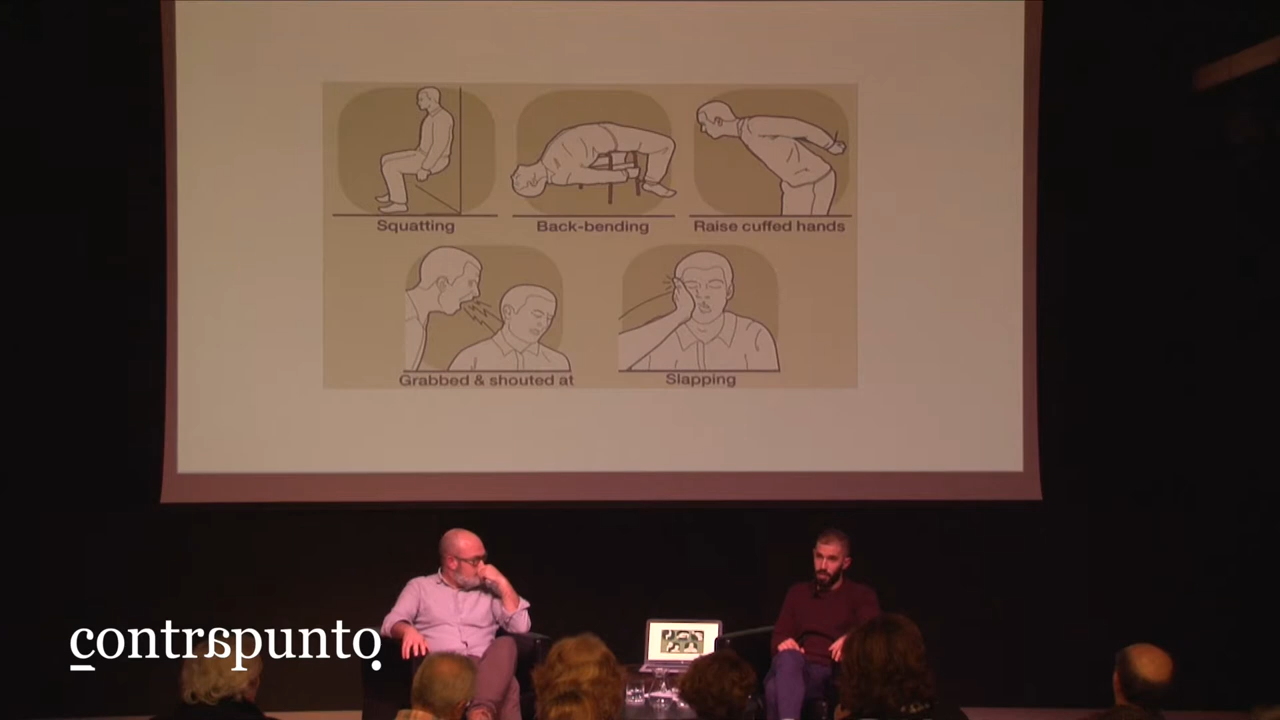 Squatting
Back-bending
Raise cuffed hands
Grabbed & shouted at
Slapping
contrapunto